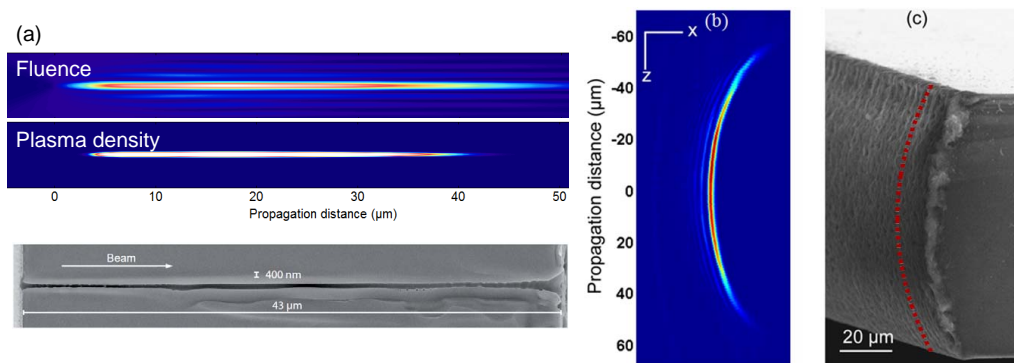 (a)
Fluence
Plasma density
0 10 20 30 40 50
Propagation distance (µm)
Beam
400 nm
43 µm
(b)
x
z
Propagation distance (µm)
-60
-40
-20
0
20
40
60
(c)
20 µm